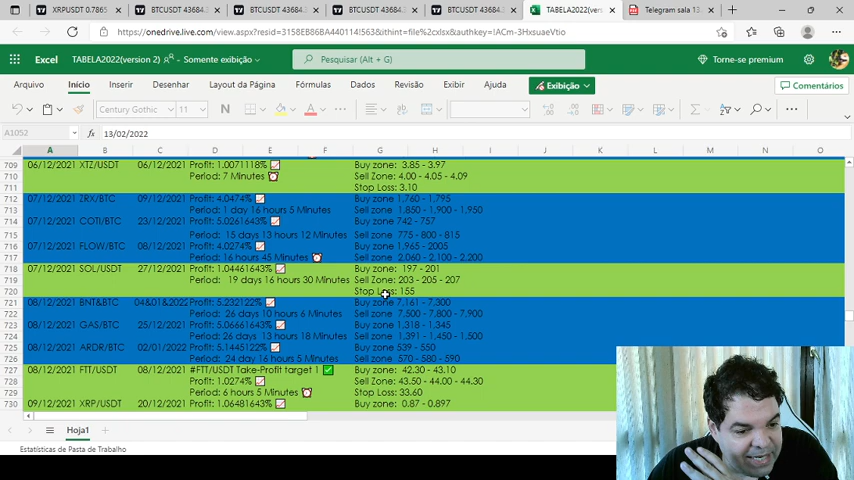 XRPUSDT 0.7865
BTCUSDT 43684.
BTCUSDT 43684.
BTCUSDT 43684.
BTCUSDT 43684.
TABELA2022(ver
Telegram sala 13
https://onedrive.live.com/view.aspx?resid=3158EB868A440114!563&ithint=file%2cxlsx&authkey=!ACm-3HxsuaeVtio
Excel TABELA2022(version 2) - Somente exibição
Pesquisar (Alt + G)
Torne-se premium
Arquivo Início Inserir Desenhar Layout da Página Fórmulas Dados Revisão Exibir Ajuda Exibição Comentários
Century Gothic 11 N
A1052 fx 13/02/2022
A B C D E F G H I J K L M N O
709 06/12/2021 XTZ/USDT 06/12/2021 Profit: 1.0071118% Buy zone: 3.85 - 3.97
710 Period: 7 Minutes Sell Zone: 4.00 - 4.05 - 4.09
711 Stop Loss: 3.10
712 07/12/2021 ZRX/BTC 09/12/2021 Profit: 4.0474% Buy zone: 1.760 - 1.795
713 Period: 1 day 16 hours 5 Minutes Sell zone 1.850 - 1.900 - 1.950
714 07/12/2021 COTI/BTC 23/12/2021 Profit: 5.0261643% Buy zone: 742 - 757
715 Period: 15 days 13 hours 12 Minutes Sell zone 775 - 800 - 815
716 07/12/2021 FLOW/BTC 08/12/2021 Profit: 4.0274% Buy zone: 1.965 - 2005
717 Period: 16 hours 45 Minutes Sell zone 2.060 - 2.100 - 2.200
718 07/12/2021 SOL/USDT 27/12/2021 Profit: 1.04461643% Buy zone: 197 - 201
719 Period: 19 days 16 hours 30 Minutes Sell Zone: 203 - 205 - 207
720 Stop Loss: 155
721 08/12/2021 BNT&BTC 04&01&2022 Profit: 5.232122% Buy zone 7.161 - 7.300
722 Period: 26 days 10 hours 6 Minutes Sell zone: 7.500 - 7.800 - 7.900
723 08/12/2021 GAS/BTC 25/12/2021 Profit: 5.06661643% Buy zone: 1.318 - 1.345
724 Period: 26 days 13 hours 18 Minutes Sell zone: 1.391 - 1.450 - 1.500
725 08/12/2021 ARDR/BTC 02/01/2022 Profit: 5.1445122% Buy zone: 539 - 550
726 Period: 24 day 16 hours 5 Minutes Sell zone: 570 - 580 - 590
727 08/12/2021 FTT/USDT 08/12/2021 #FTT/USDT Take-Profit target 1 Buy zone: 42.30 - 43.10
728 Profit: 1.0274% Sell Zone: 43.50 - 44.00 - 44.30
729 Period: 6 hours 5 Minutes Stop Loss: 33.60
730 09/12/2021 XRP/USDT 20/12/2021 Profit: 1.06481643% Buy zone: 0.87 - 0.897
Hoja1
Estatísticas de Pasta de Trabalho